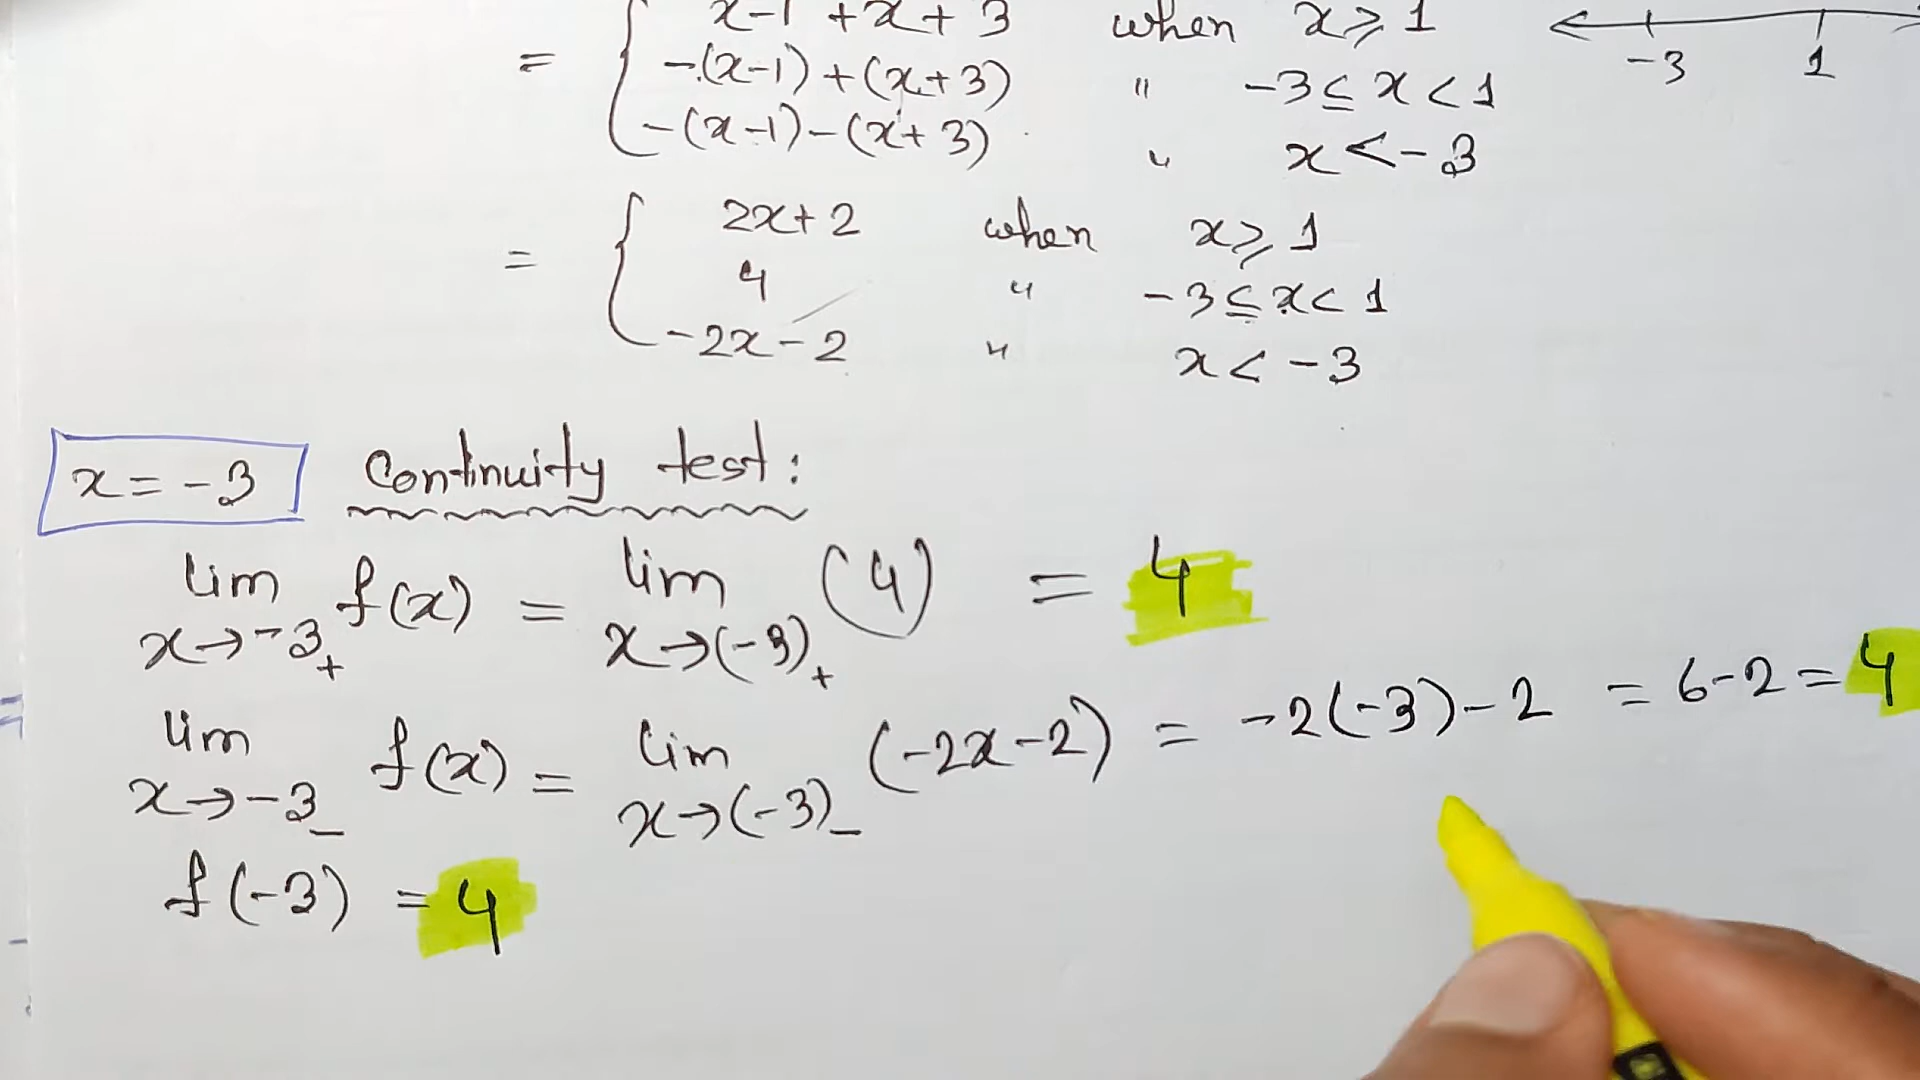 x-1 + x + 3 when x ≥ 1
= { -(x-1) + (x+3) " -3 ≤ x < 1
-(x-1) - (x+3) " x < -3
-3 1
2x+2 when x ≥ 1
= { 4 " -3 ≤ x < 1
-2x-2 " x < -3
x = -3 Continuity test:
lim x→-3+ f(x) = lim x→(-3)+ (4) = 4
lim x→-3- f(x) = lim x→(-3)- (-2x-2) = -2(-3)-2 = 6-2 = 4
f(-3) = 4